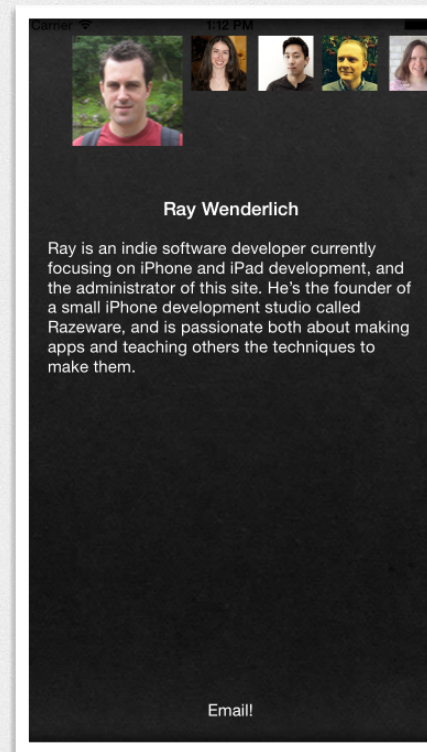 Carrier 1:12 PM
Ray Wenderlich
Ray is an indie software developer currently
focusing on iPhone and iPad development, and
the administrator of this site. He's the founder of
a small iPhone development studio called
Razeware, and is passionate both about making
apps and teaching others the techniques to
make them.
Email!